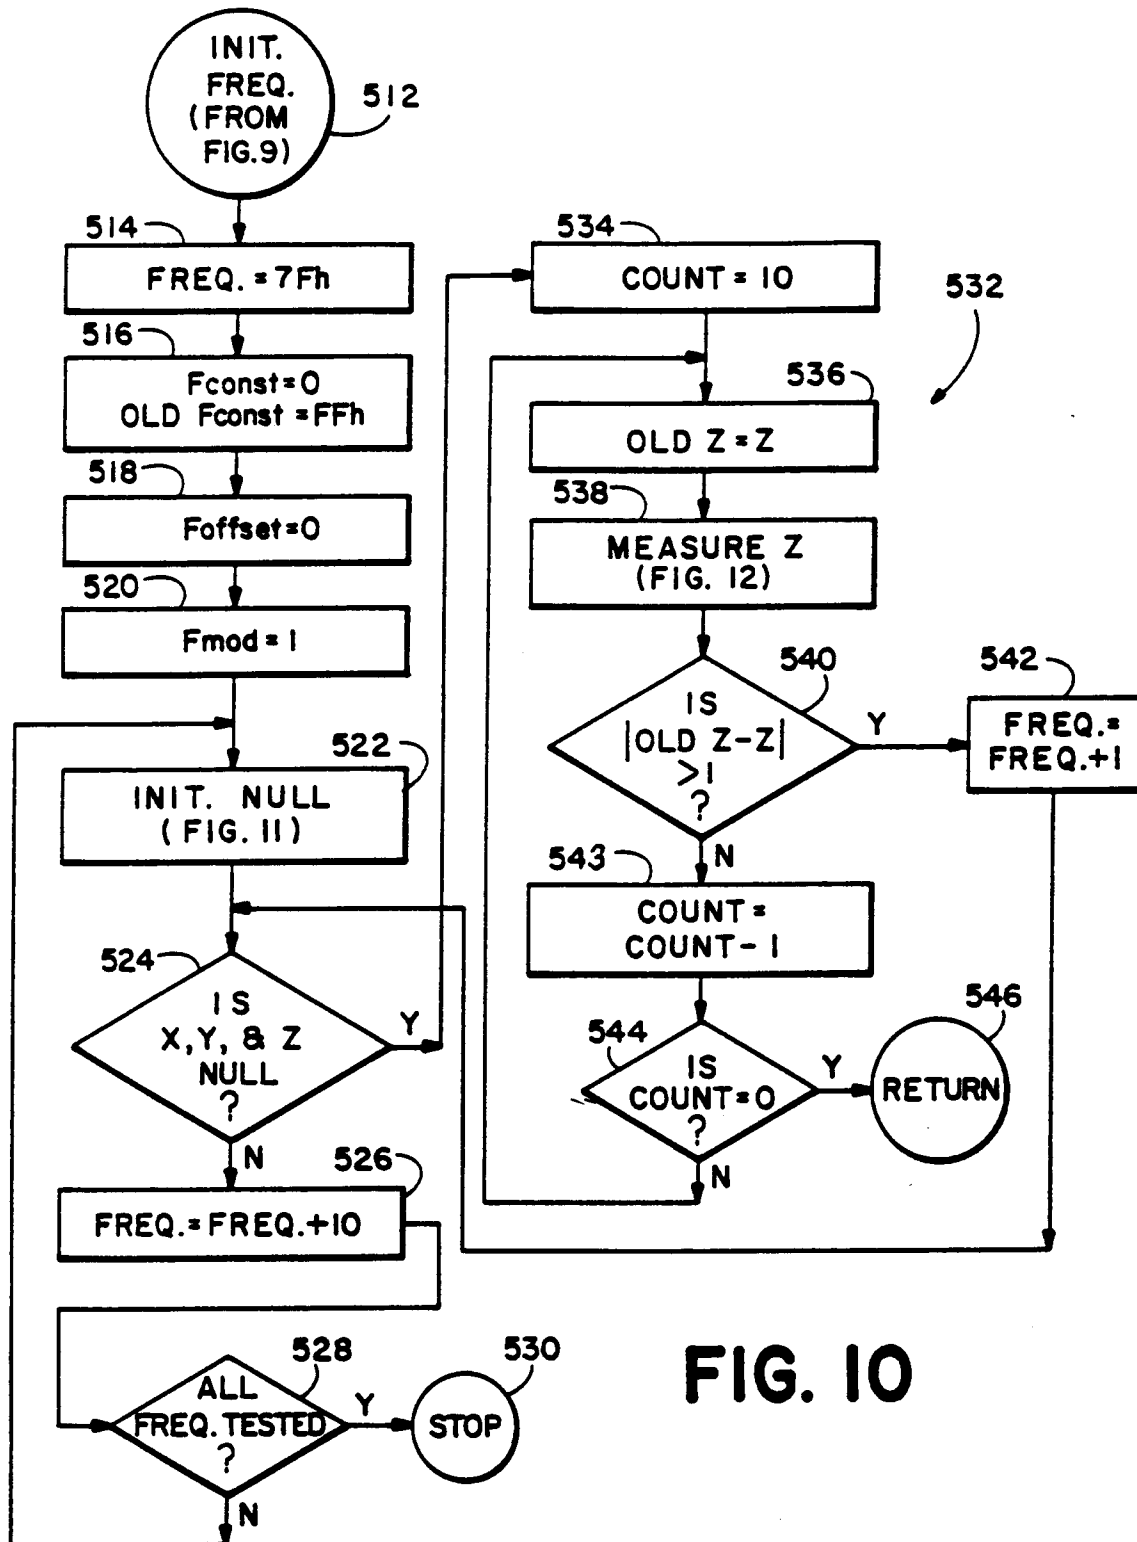 INIT.
FREQ.
(FROM
FIG.9)
512
514
FREQ. = 7Fh
516
Fconst=0
OLD Fconst =FFh
518
Foffset=0
520
Fmod = 1
522
INIT. NULL
(FIG. 11)
524
IS
X, Y, & Z
NULL
?
Y
N
526
FREQ.=FREQ.+10
528
ALL
FREQ. TESTED
?
Y
N
530
STOP
534
COUNT = 10
532
536
OLD Z = Z
538
MEASURE Z
(FIG. 12)
540
IS
|OLD Z-Z|
>1
?
Y
N
542
FREQ.=
FREQ.+1
543
COUNT =
COUNT - 1
544
IS
COUNT=0
?
Y
N
546
RETURN
FIG. 10